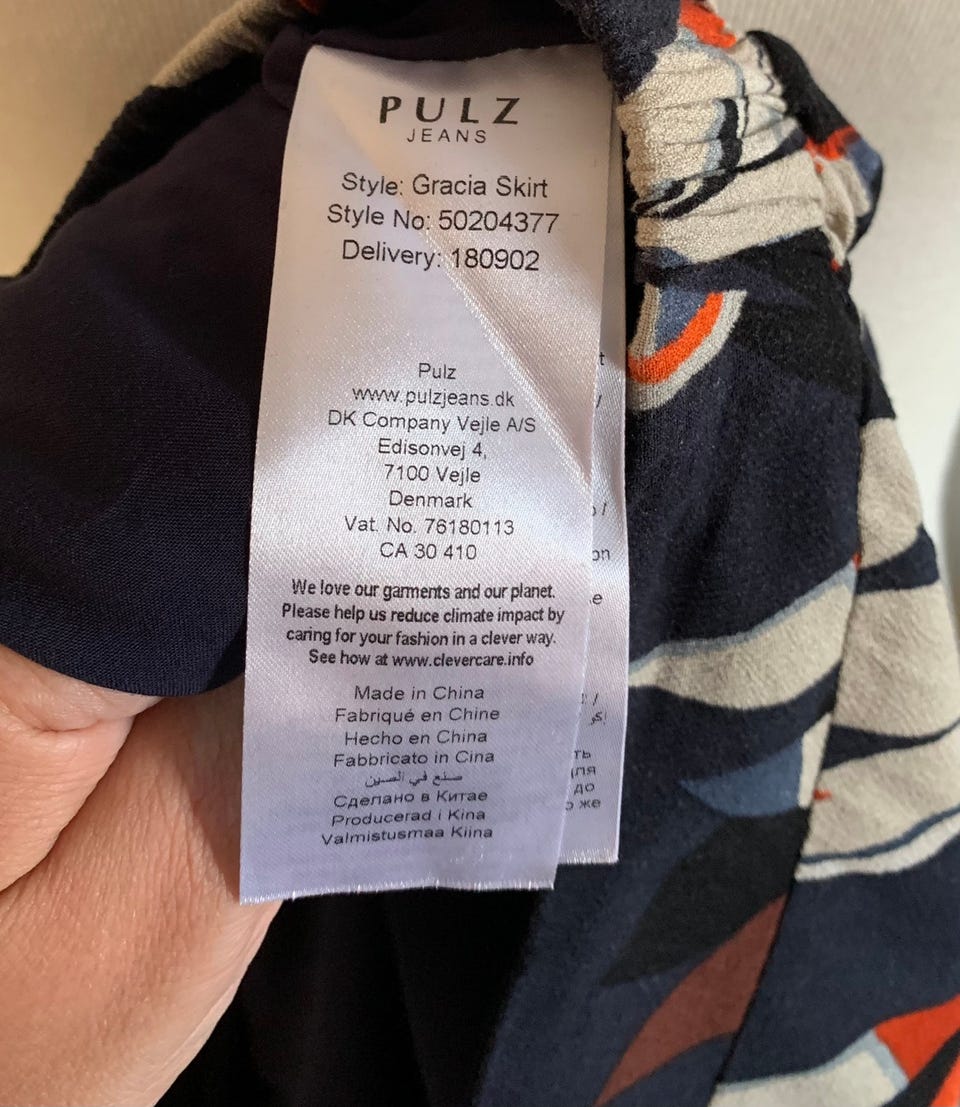 PULZ
JEANS
Style: Gracia Skirt
Style No: 50204377
Delivery: 180902
Pulz
www.pulzjeans.dk
DK Company Vejle A/S
Edisonvej 4,
7100 Vejle
Denmark
Vat. No. 76180113
CA 30 410
We love our garments and our planet.
Please help us reduce climate impact by
caring for your fashion in a clever way.
See how at www.clevercare.info
Made in China
Fabriqué en Chine
Hecho en China
Fabbricato in Cina
صنع في الصين
Сделано в Китае
Producerad i Kina
Valmistusmaa Kiina
до
же